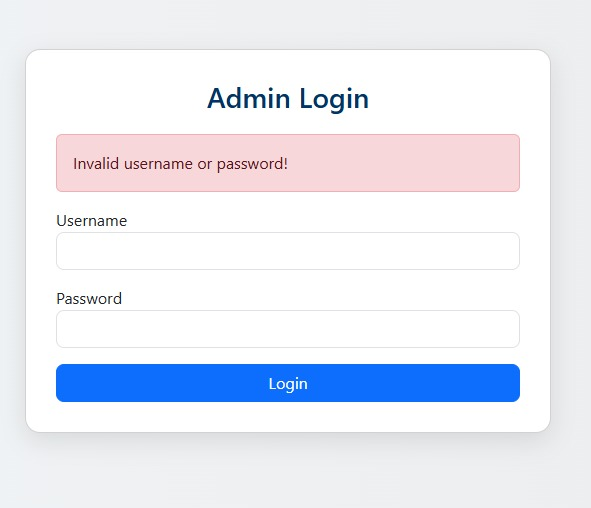 Admin Login
Invalid username or password!
Username
Password
Login